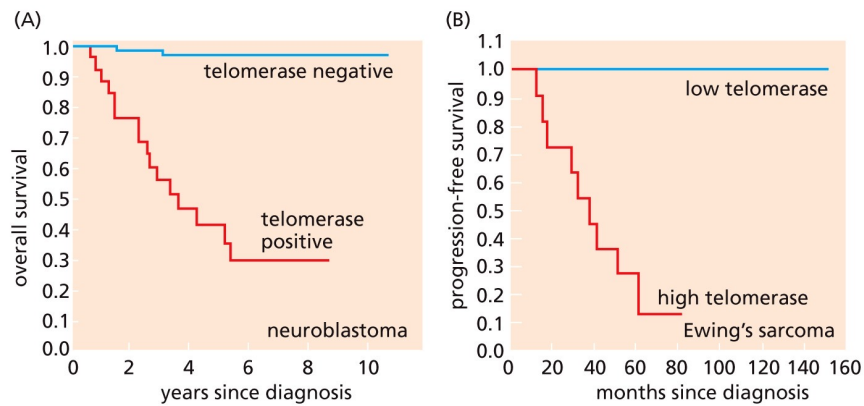 (A)
1.0
0.9
0.8
0.7
0.6
0.5
0.4
0.3
0.2
0.1
0.0
overall survival
telomerase negative
telomerase
positive
neuroblastoma
0 2 4 6 8 10
years since diagnosis
(B)
1.1
1.0
0.9
0.8
0.7
0.6
0.5
0.4
0.3
0.2
0.1
0.0
progression-free survival
low telomerase
high telomerase
Ewing's sarcoma
0 20 40 60 80 100 120 140 160
months since diagnosis